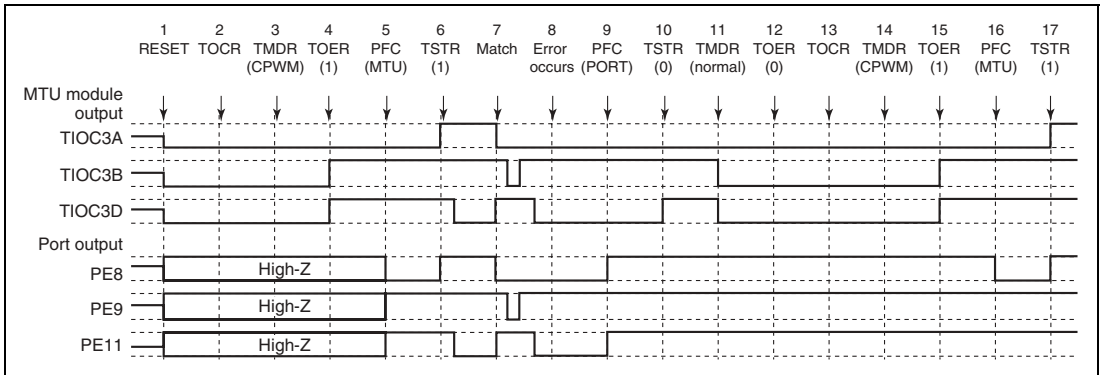 1 2 3 4 5 6 7 8 9 10 11 12 13 14 15 16 17
RESET TOCR TMDR TOER PFC TSTR Match Error PFC TSTR TMDR TOER TOCR TMDR TOER PFC TSTR
(CPWM) (1) (MTU) (1) occurs (PORT) (0) (normal) (0) (CPWM) (1) (MTU) (1)
MTU module
output
TIOC3A
TIOC3B
TIOC3D
Port output
PE8 High-Z
PE9 High-Z
PE11 High-Z